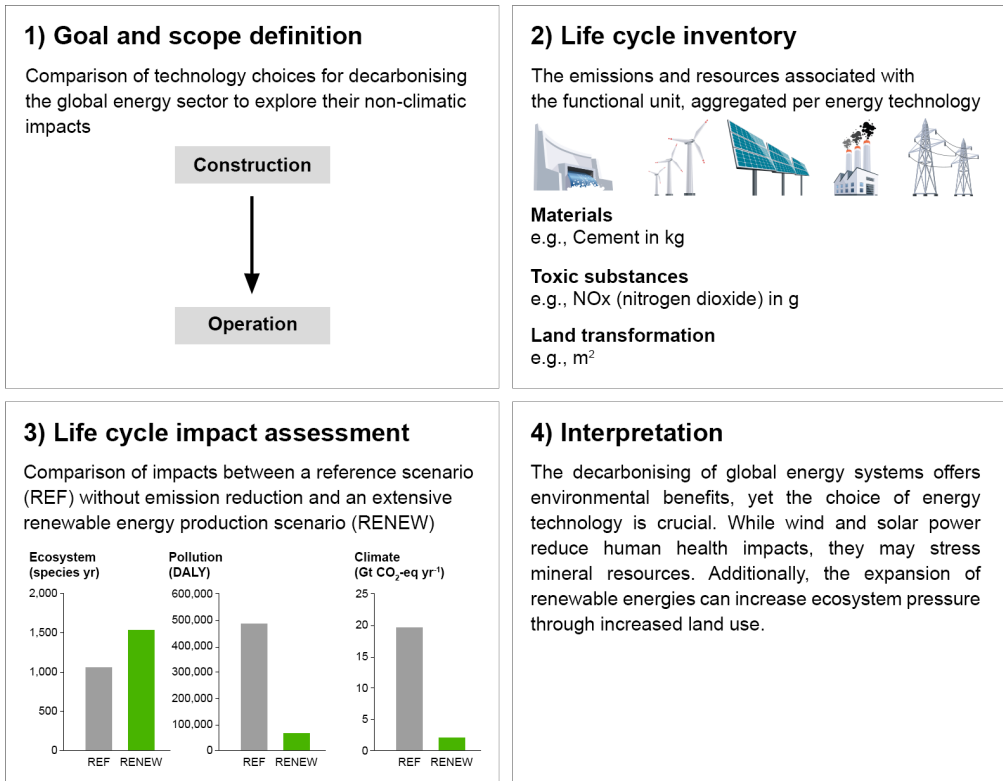 1) Goal and scope definition
Comparison of technology choices for decarbonising
the global energy sector to explore their non-climatic
impacts
Construction
Operation
2) Life cycle inventory
The emissions and resources associated with
the functional unit, aggregated per energy technology
Materials
e.g., Cement in kg
Toxic substances
e.g., NOx (nitrogen dioxide) in g
Land transformation
e.g., m²
3) Life cycle impact assessment
Comparison of impacts between a reference scenario
(REF) without emission reduction and an extensive
renewable energy production scenario (RENEW)
Ecosystem
(species yr)
2,000
1,500
1,000
500
0
REF RENEW
Pollution
(DALY)
600,000
500,000
400,000
300,000
200,000
100,000
0
REF RENEW
Climate
(Gt CO₂-eq yr⁻¹)
25
20
15
10
5
0
REF RENEW
4) Interpretation
The decarbonising of global energy systems offers
environmental benefits, yet the choice of energy
technology is crucial. While wind and solar power
reduce human health impacts, they may stress
mineral resources. Additionally, the expansion of
renewable energies can increase ecosystem pressure
through increased land use.